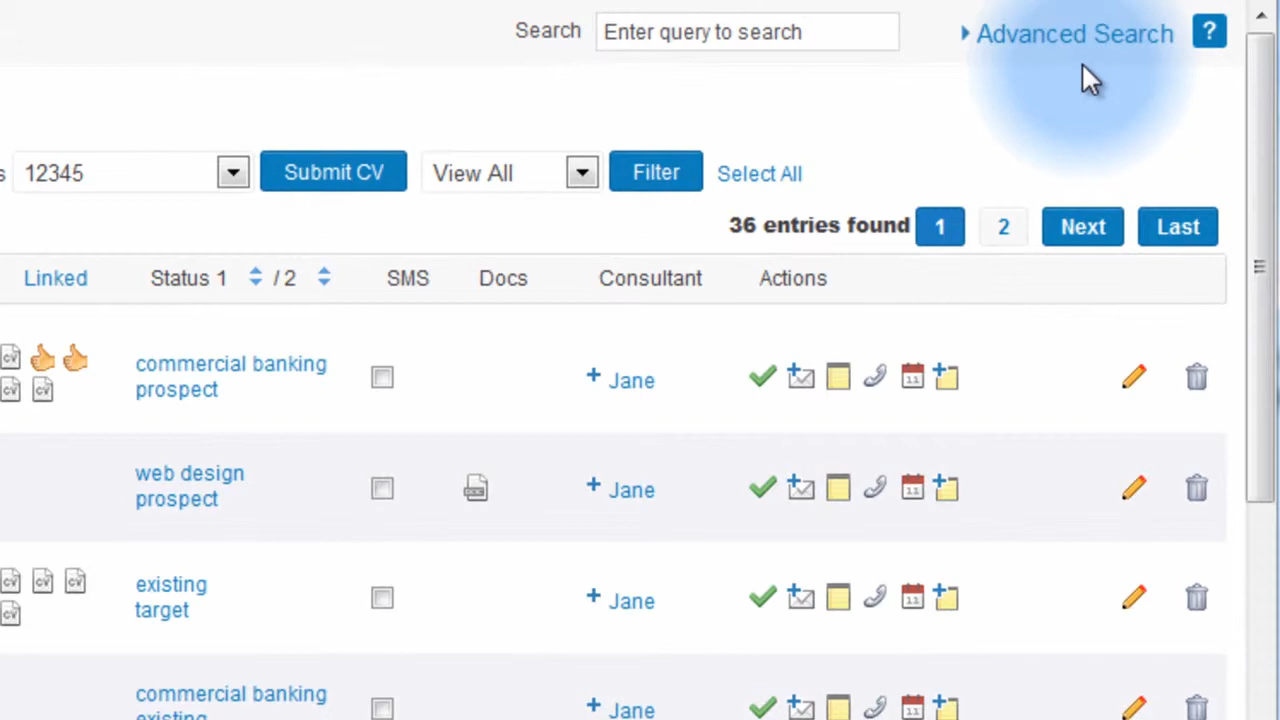 Search Enter query to search Advanced Search ?
s 12345 Submit CV View All Filter Select All
36 entries found 1 2 Next Last
Linked Status 1 / 2 SMS Docs Consultant Actions
commercial banking
prospect
+ Jane
web design
prospect
+ Jane
existing
target
+ Jane
commercial banking
existing
+ Jane